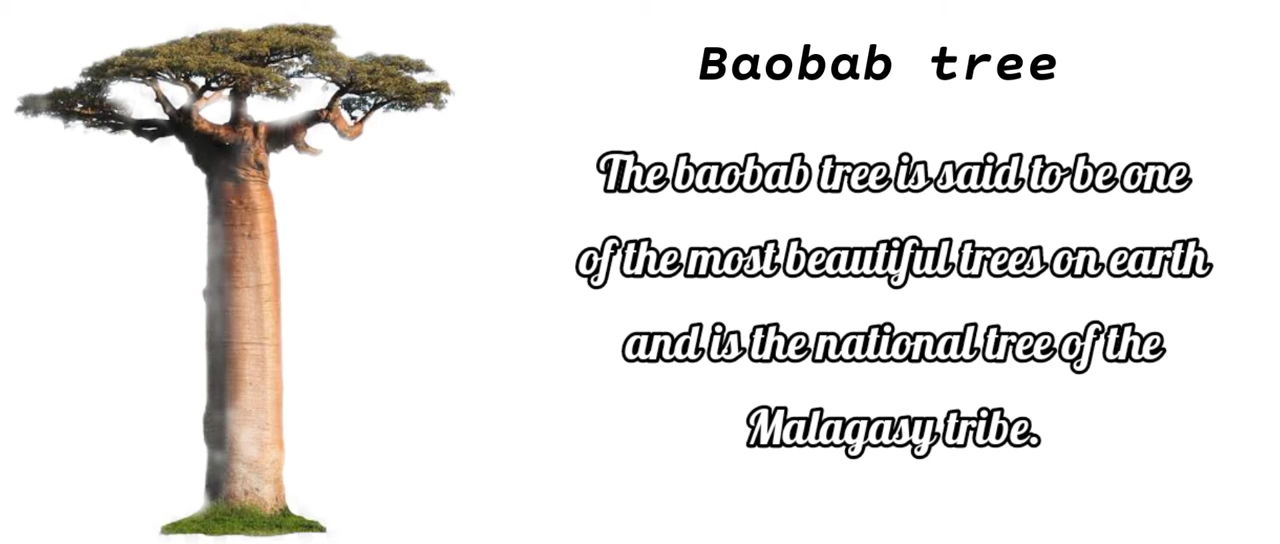 Baobab tree
The baobab tree is said to be one
of the most beautiful trees on earth
and is the national tree of the
Malagasy tribe.